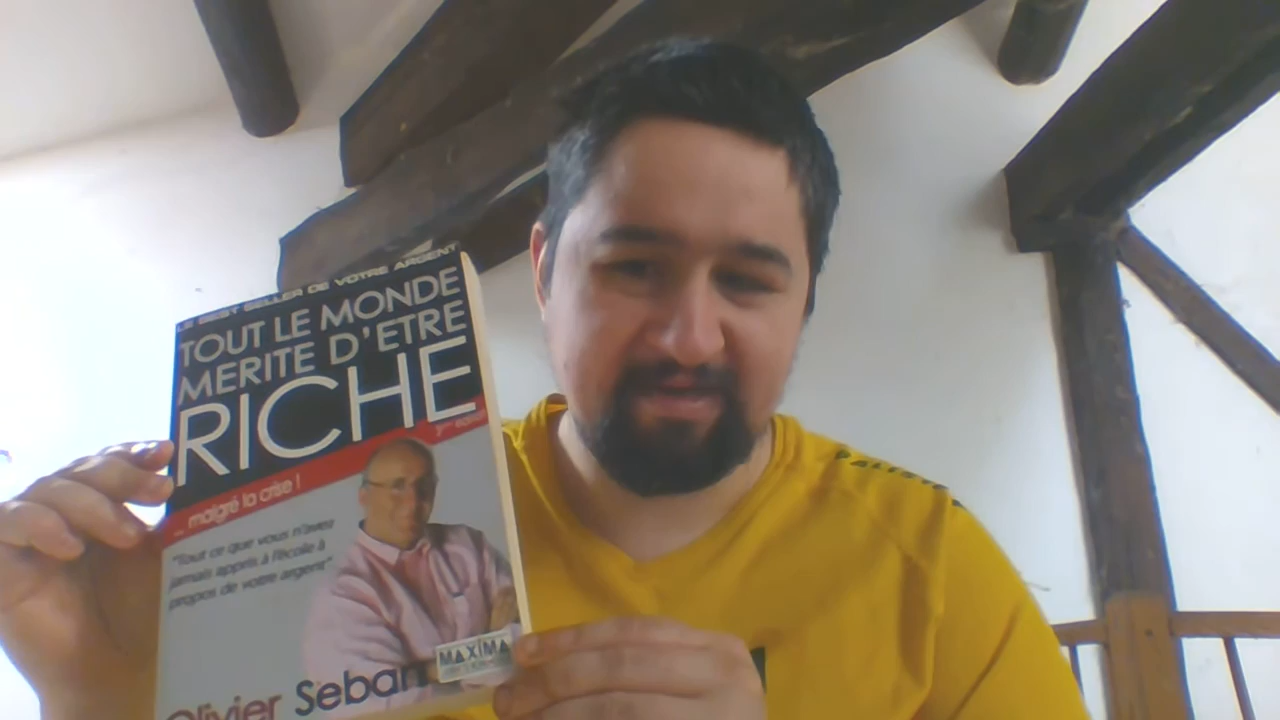 LE BEST SELLER DE VOTRE ARGENT
TOUT LE MONDE
MERITE D'ETRE
RICHE
... malgré la crise !
"Tout ce que vous n'avez
jamais appris à l'école à
propos de votre argent"
MAXIMA
Olivier Seban